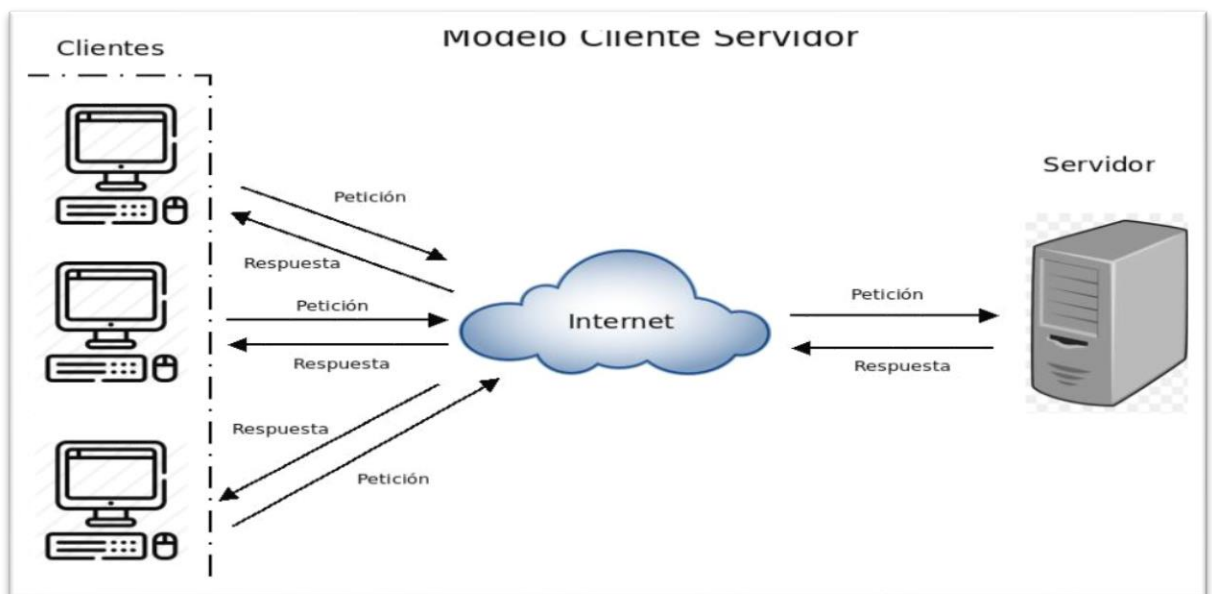 Modelo Cliente Servidor
Clientes
Servidor
Petición
Respuesta
Petición
Respuesta
Internet
Petición
Respuesta
Respuesta
Petición